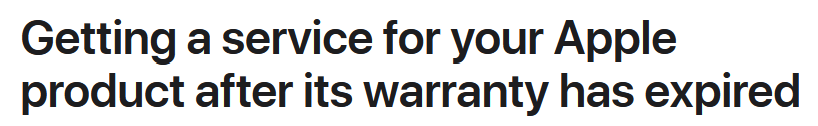 Getting a service for your Apple
product after its warranty has expired